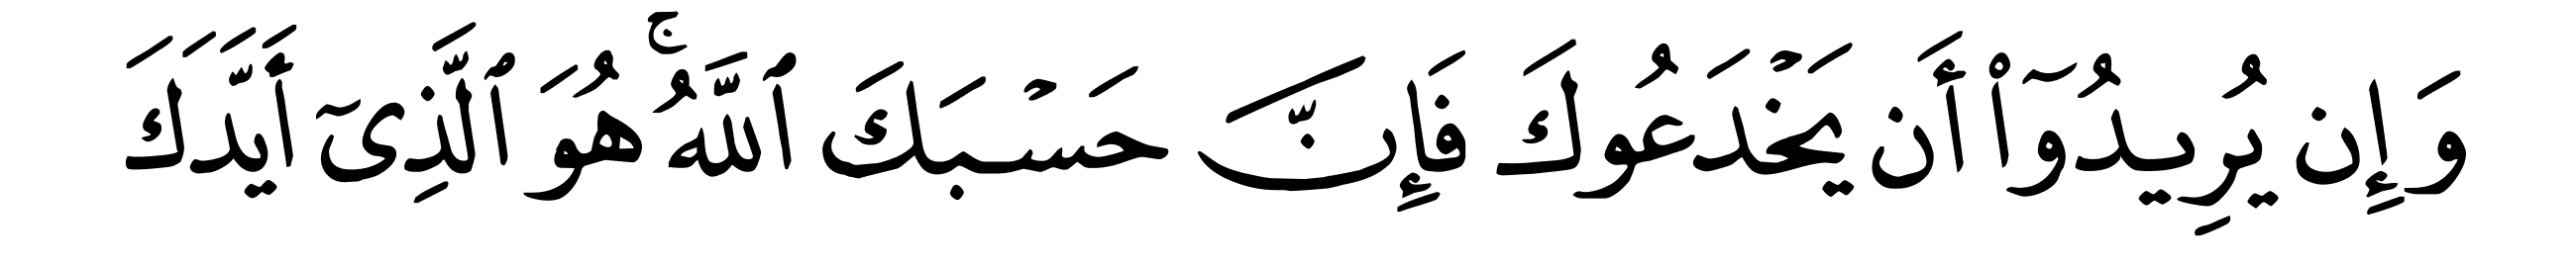 وَإِن يُرِيدُوٓا۟ أَن يَخْدَعُوكَ فَإِنَّ حَسْبَكَ ٱللَّهُ ۚ هُوَ ٱلَّذِىٓ أَيَّدَكَ